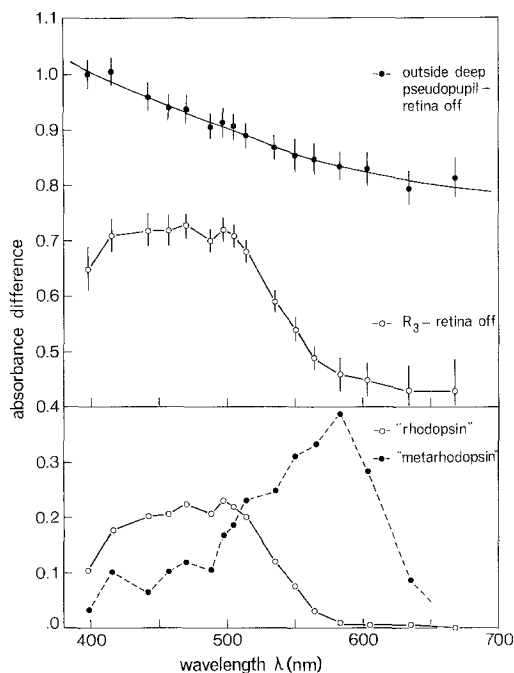 1.1
1.0
outside deep
pseudopupil –
retina off
0.9
0.8
0.7
absorbance difference
0.6
0.5
R3 – retina off
0.4
"rhodopsin"
"metarhodopsin"
0.3
0.2
0.1
.0
400 500 600 700
wavelength λ (nm)